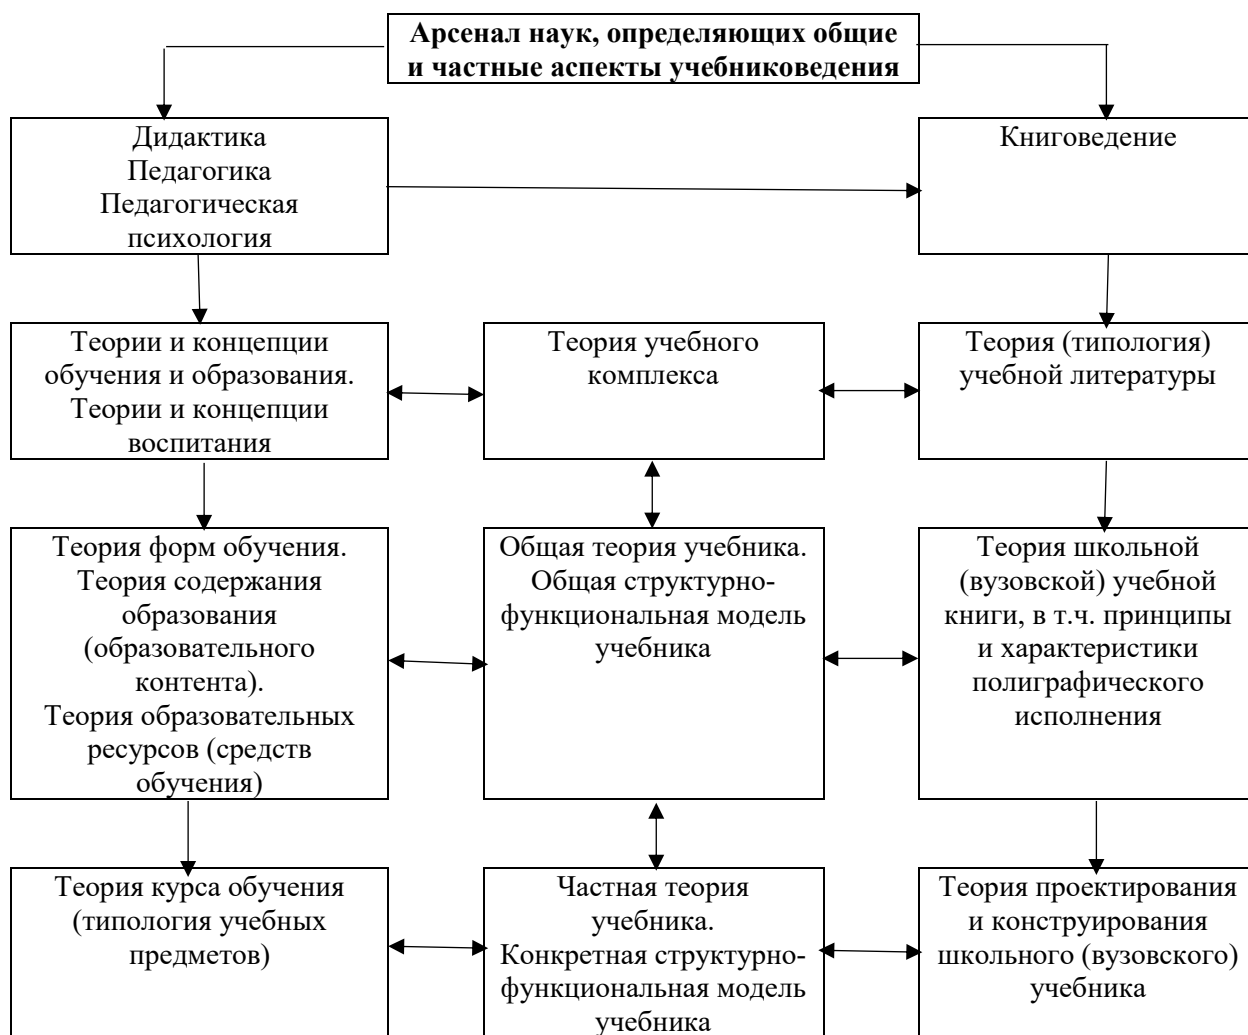 Арсенал наук, определяющих общие
и частные аспекты учебниковедения
Дидактика
Педагогика
Педагогическая
психология
Книговедение
Теории и концепции
обучения и образования.
Теории и концепции
воспитания
Теория учебного
комплекса
Теория (типология)
учебной литературы
Теория форм обучения.
Теория содержания
образования
(образовательного
контента).
Теория образовательных
ресурсов (средств
обучения)
Общая теория учебника.
Общая структурно-
функциональная модель
учебника
Теория школьной
(вузовской) учебной
книги, в т.ч. принципы
и характеристики
полиграфического
исполнения
Теория курса обучения
(типология учебных
предметов)
Частная теория
учебника.
Конкретная структурно-
функциональная модель
учебника
Теория проектирования
и конструирования
школьного (вузовского)
учебника